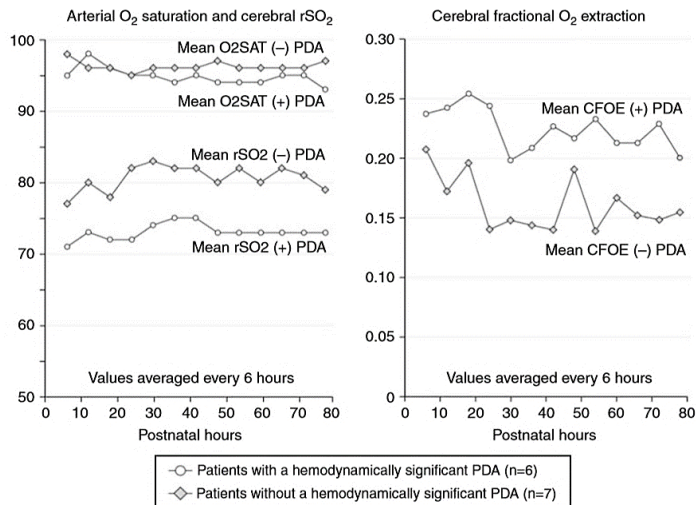 Arterial O₂ saturation and cerebral rSO₂
100
90
80
70
60
50
Mean O2SAT (–) PDA
Mean O2SAT (+) PDA
Mean rSO2 (–) PDA
Mean rSO2 (+) PDA
Values averaged every 6 hours
0 10 20 30 40 50 60 70 80
Postnatal hours
Cerebral fractional O₂ extraction
0.30
0.25
0.20
0.15
0.10
0.05
0
Mean CFOE (+) PDA
Mean CFOE (–) PDA
Values averaged every 6 hours
0 10 20 30 40 50 60 70 80
Postnatal hours
Patients with a hemodynamically significant PDA (n=6)
Patients without a hemodynamically significant PDA (n=7)